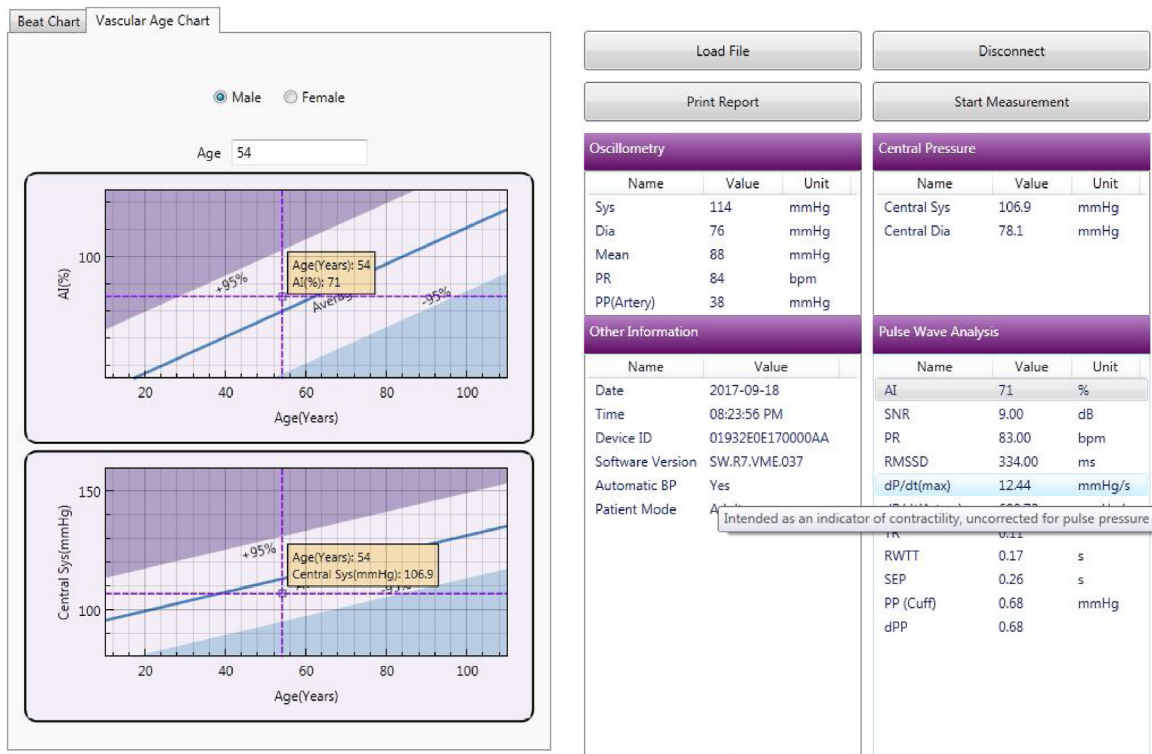 Beat Chart
Vascular Age Chart
Male
Female
Age 54
100
AI(%)
+95%
Average
-95%
Age(Years): 54
AI(%): 71
20 40 60 80 100
Age(Years)
150
100
Central Sys(mmHg)
+95%
-95%
Age(Years): 54
Central Sys(mmHg): 106.9
20 40 60 80 100
Age(Years)
Load File
Disconnect
Print Report
Start Measurement
Oscillometry
Name Value Unit
Sys 114 mmHg
Dia 76 mmHg
Mean 88 mmHg
PR 84 bpm
PP(Artery) 38 mmHg
Central Pressure
Name Value Unit
Central Sys 106.9 mmHg
Central Dia 78.1 mmHg
Other Information
Name Value
Date 2017-09-18
Time 08:23:56 PM
Device ID 01932E0E170000AA
Software Version SW.R7.VME.037
Automatic BP Yes
Patient Mode
Pulse Wave Analysis
Name Value Unit
AI 71 %
SNR 9.00 dB
PR 83.00 bpm
RMSSD 334.00 ms
dP/dt(max) 12.44 mmHg/s
Intended as an indicator of contractility, uncorrected for pulse pressure
RWTT 0.17 s
SEP 0.26 s
PP (Cuff) 0.68 mmHg
dPP 0.68